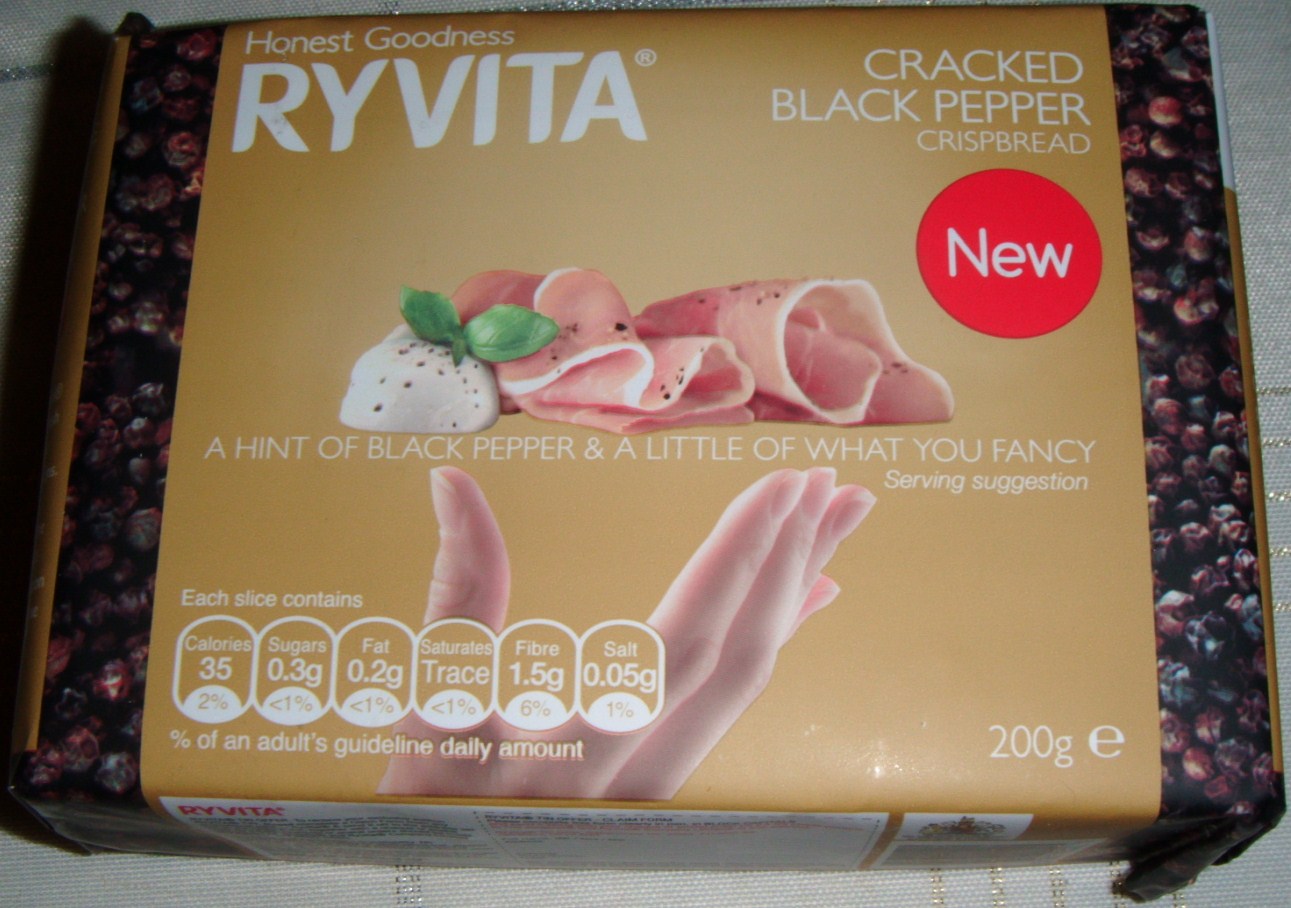 Honest Goodness
RYVITA®
CRACKED
BLACK PEPPER
CRISPBREAD
New
A HINT OF BLACK PEPPER & A LITTLE OF WHAT YOU FANCY
Serving suggestion
Each slice contains
Calories Sugars Fat Saturates Fibre Salt
35 0.3g 0.2g Trace 1.5g 0.05g
2% <1% <1% <1% 6% 1%
% of an adult's guideline daily amount
200g e
RYVITA